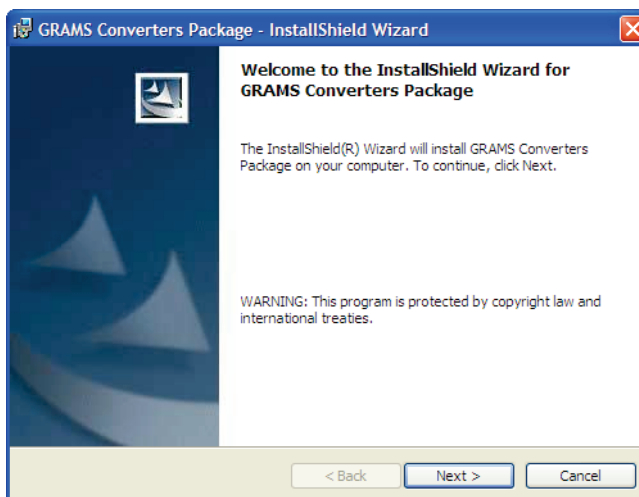 GRAMS Converters Package - InstallShield Wizard
Welcome to the InstallShield Wizard for
GRAMS Converters Package
The InstallShield(R) Wizard will install GRAMS Converters
Package on your computer. To continue, click Next.
WARNING: This program is protected by copyright law and
international treaties.
< Back
Next >
Cancel